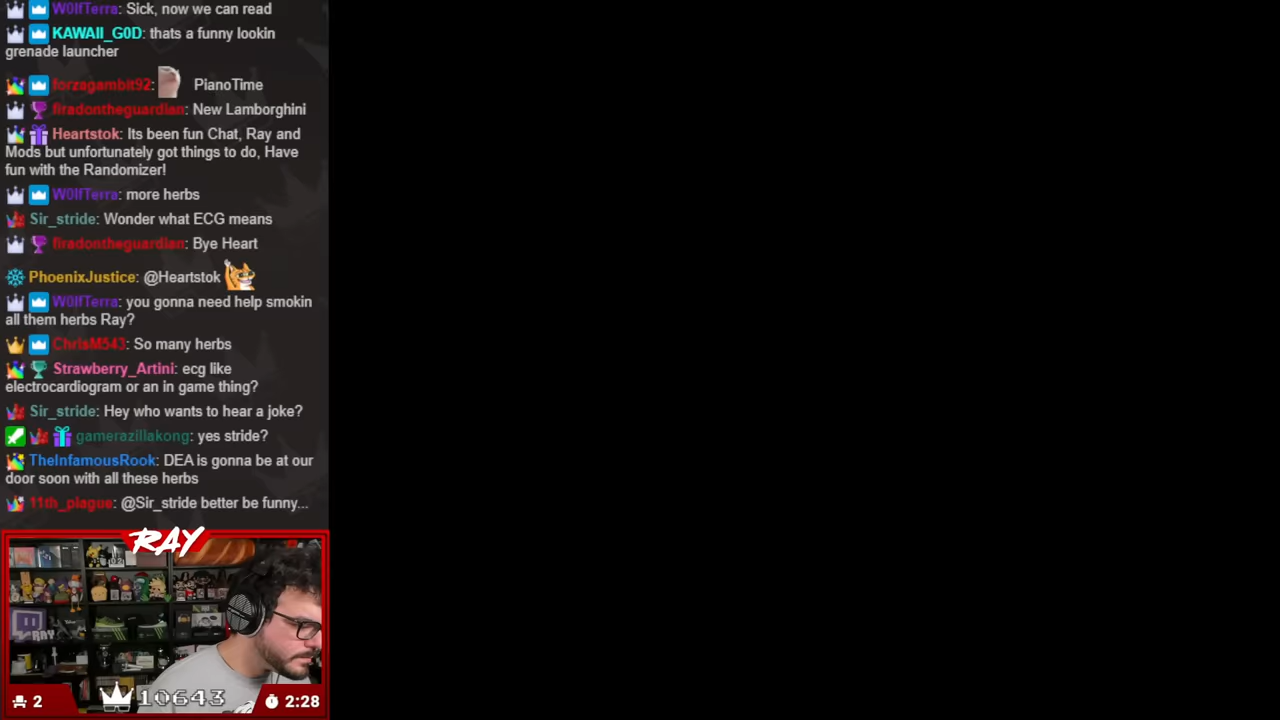 W0lfTerra: Sick, now we can read
KAWAII_G0D: thats a funny lookin
grenade launcher
forzagambit92: PianoTime
firadontheguardian: New Lamborghini
Heartstok: Its been fun Chat, Ray and
Mods but unfortunately got things to do, Have
fun with the Randomizer!
W0lfTerra: more herbs
Sir_stride: Wonder what ECG means
firadontheguardian: Bye Heart
PhoenixJustice: @Heartstok
W0lfTerra: you gonna need help smokin
all them herbs Ray?
ChrisM543: So many herbs
Strawberry_Artini: ecg like
electrocardiogram or an in game thing?
Sir_stride: Hey who wants to hear a joke?
gamerazillakong: yes stride?
TheInfamousRook: DEA is gonna be at our
door soon with all these herbs
11th_plague: @Sir_stride better be funny...
RAY
RAY
2
10643
2:28